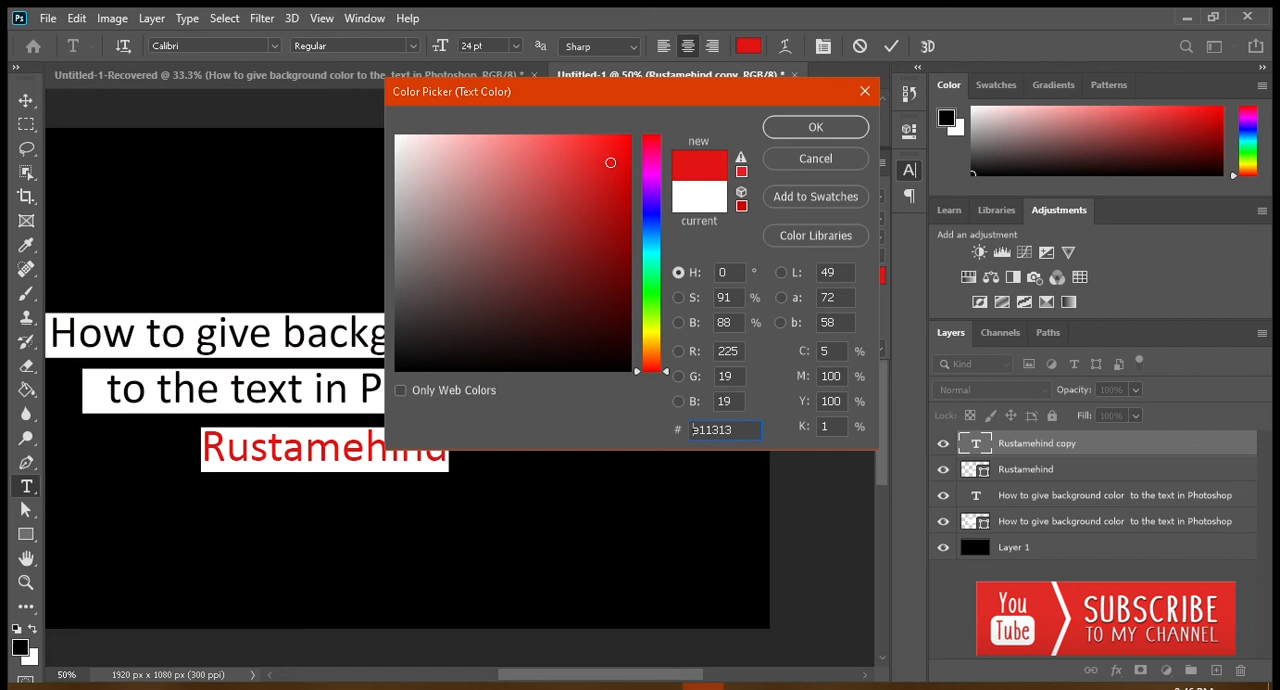 Ps File Edit Image Layer Type Select Filter 3D View Window Help
T Calibri Regular 24 pt Sharp 3D
Untitled-1-Recovered @ 33.3% (How to give background color to the text in Photoshop, RGB/8) *
Untitled-1 @ 50% (Rustamehind copy, RGB/8) *
Color Picker (Text Color)
new
current
OK
Cancel
Add to Swatches
Color Libraries
H: 0 °
S: 91 %
B: 88 %
R: 225
G: 19
B: 19
# e11313
L: 49
a: 72
b: 58
C: 5 %
M: 100 %
Y: 100 %
K: 1 %
Only Web Colors
How to give backg
to the text in P
Rustamehind
Color Swatches Gradients Patterns
Learn Libraries Adjustments
Add an adjustment
Layers Channels Paths
Kind
Normal Opacity: 100%
Lock: Fill: 100%
Rustamehind copy
Rustamehind
How to give background color to the text in Photoshop
How to give background color to the text in Photoshop
Layer 1
You
Tube
SUBSCRIBE
TO MY CHANNEL
50% 1920 px x 1080 px (300 ppi)